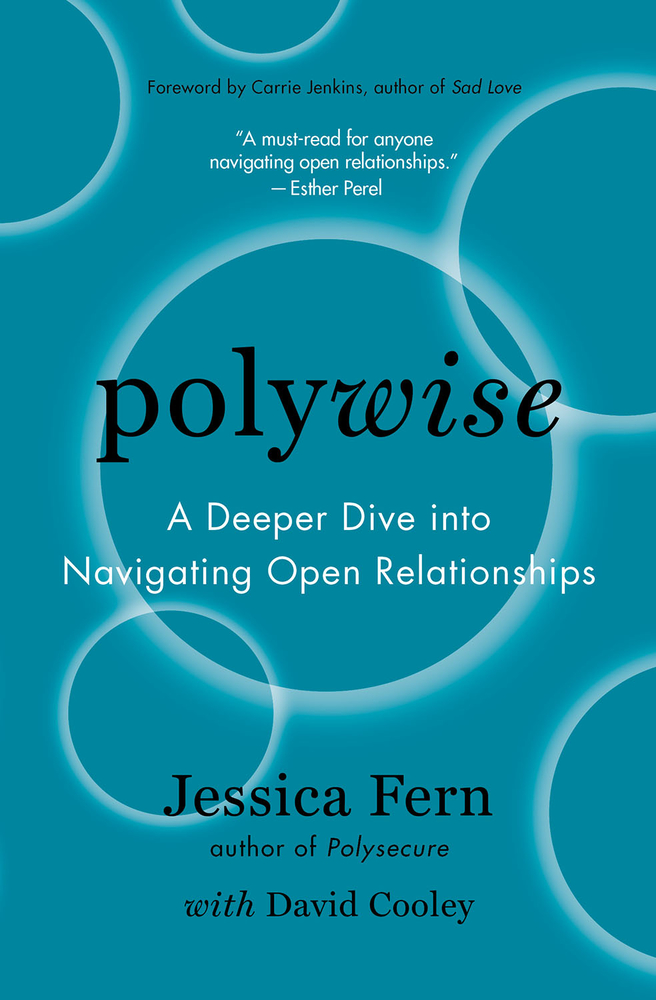 Foreword by Carrie Jenkins, author of Sad Love
“A must-read for anyone
navigating open relationships.”
—Esther Perel
polywise
A Deeper Dive into
Navigating Open Relationships
Jessica Fern
author of Polysecure
with David Cooley